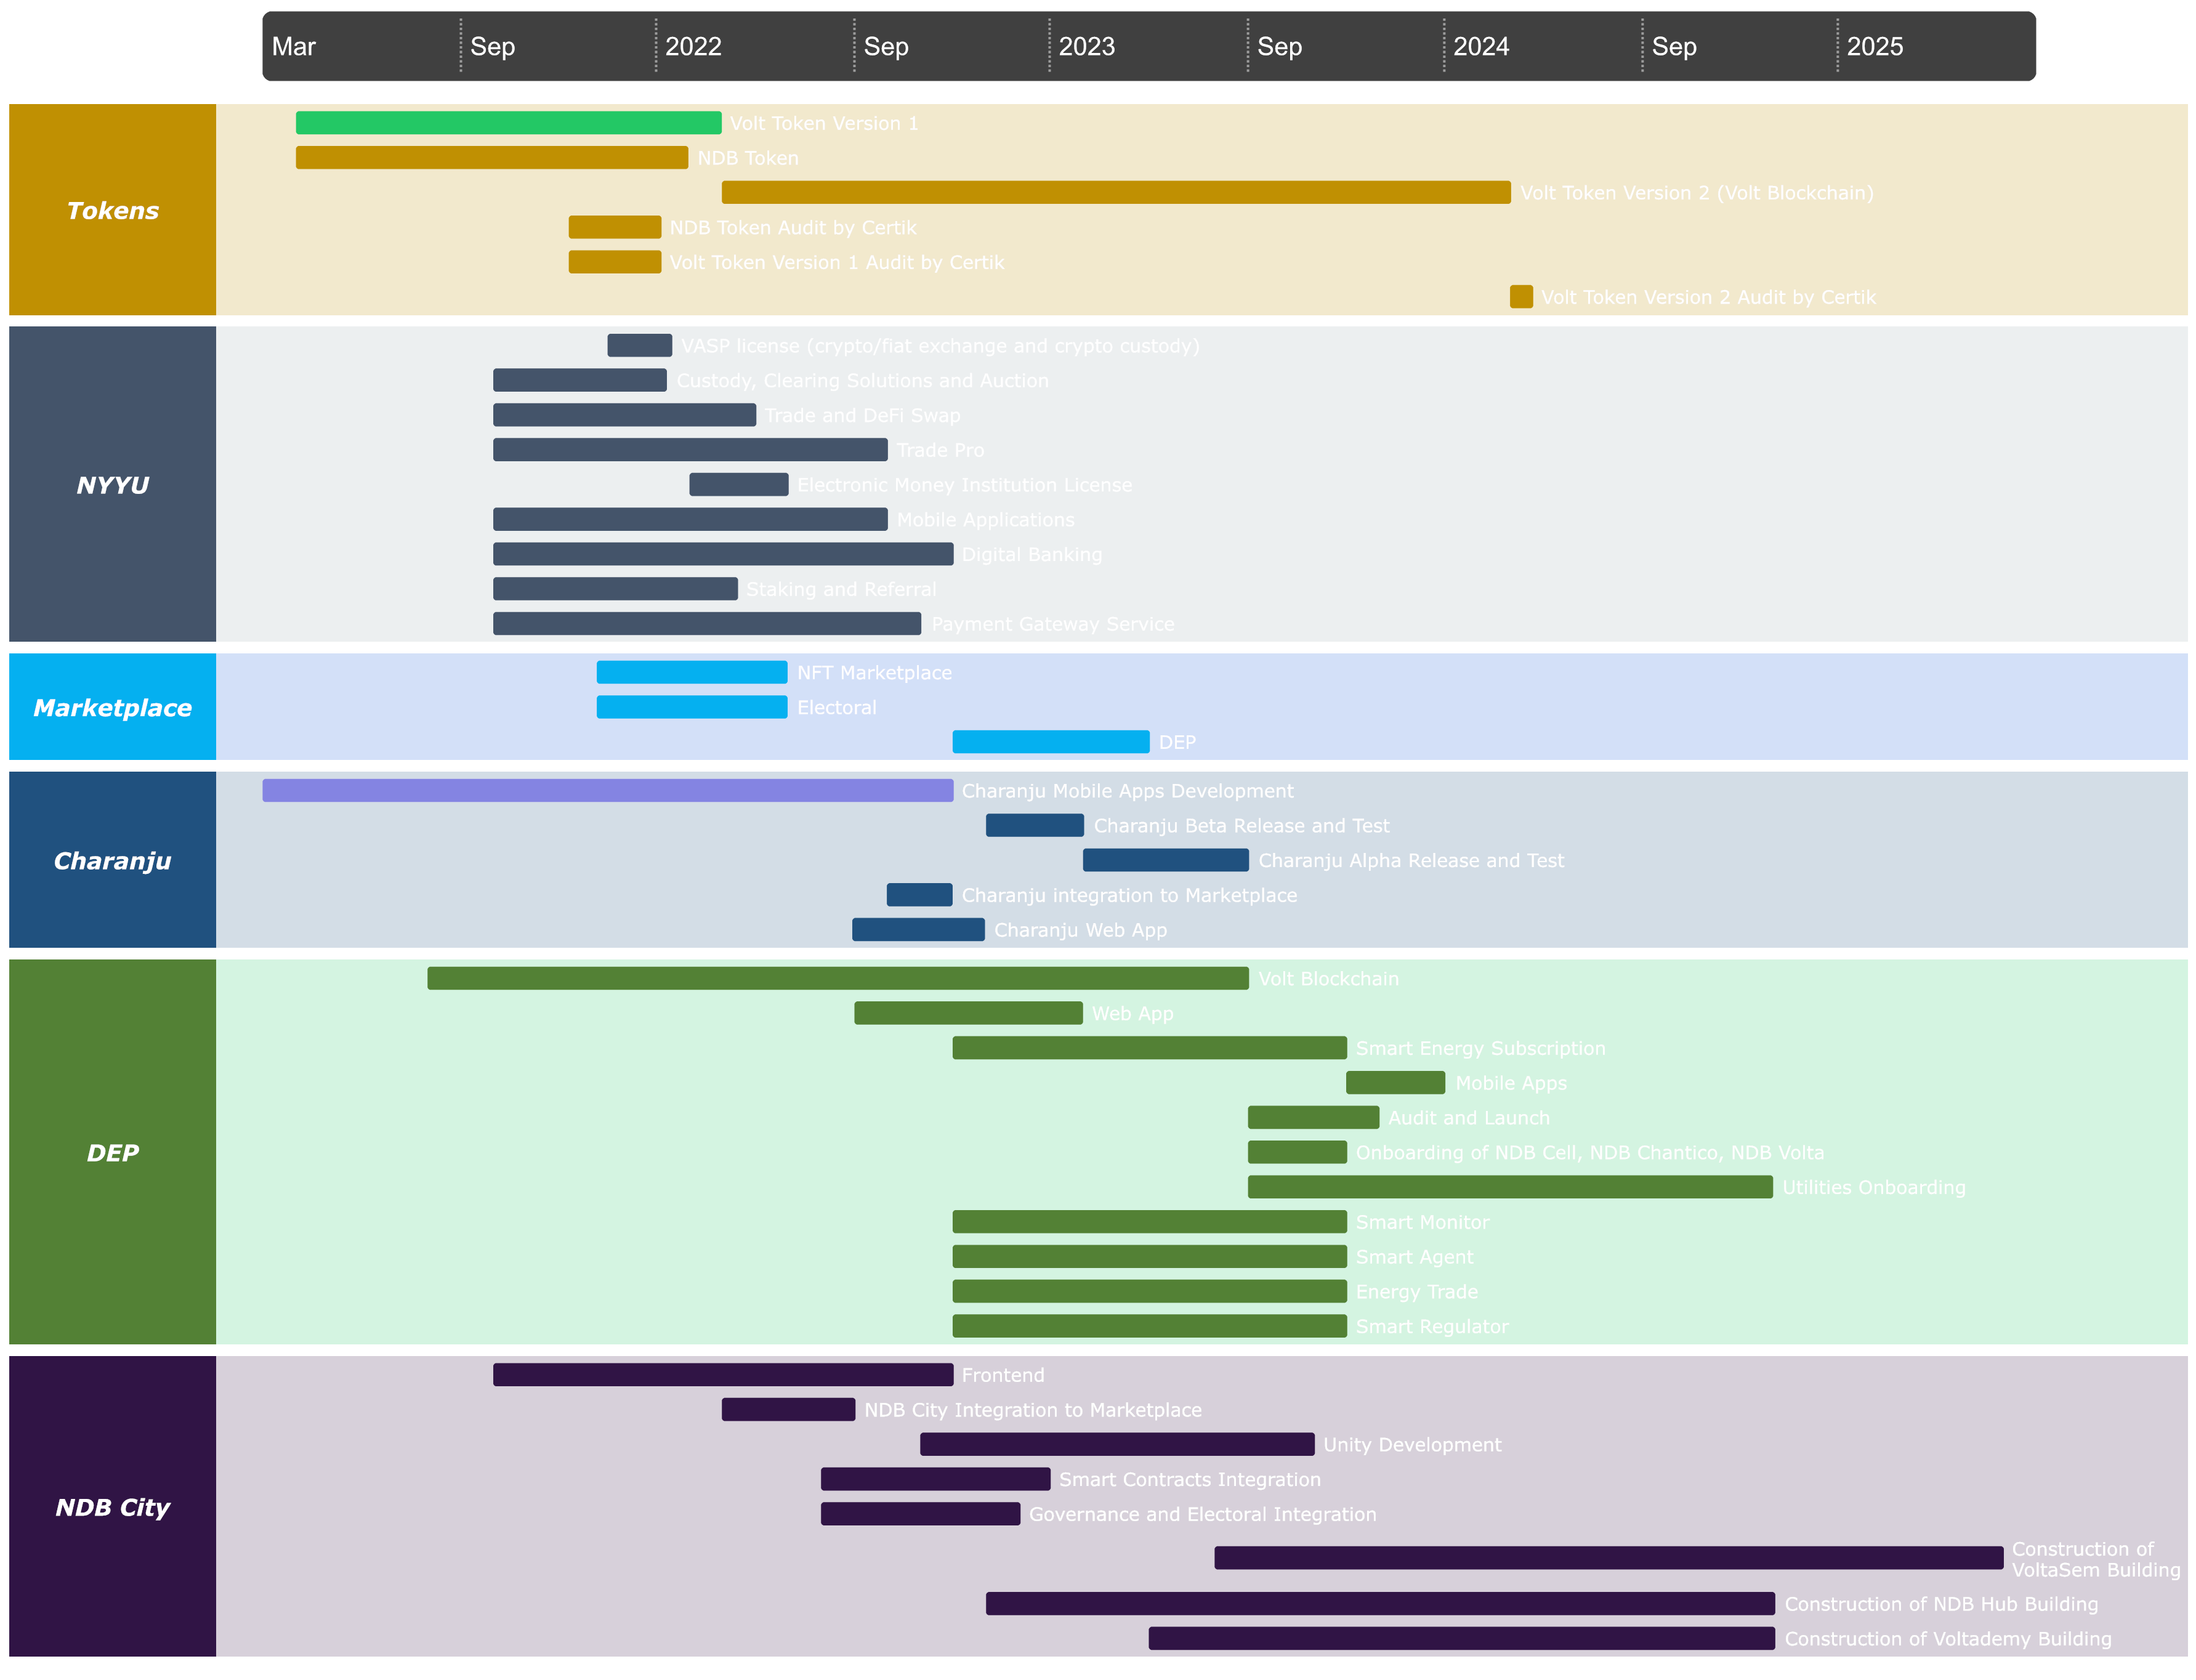 Mar Sep 2022 Sep 2023 Sep 2024 Sep 2025
Tokens
Volt Token Version 1
NDB Token
Volt Token Version 2 (Volt Blockchain)
NDB Token Audit by Certik
Volt Token Version 1 Audit by Certik
Volt Token Version 2 Audit by Certik
NYYU
VASP license (crypto/fiat exchange and crypto custody)
Custody, Clearing Solutions and Auction
Trade and DeFi Swap
Trade Pro
Electronic Money Institution License
Mobile Applications
Digital Banking
Staking and Referral
Payment Gateway Service
Marketplace
NFT Marketplace
Electoral
DEP
Charanju
Charanju Mobile Apps Development
Charanju Beta Release and Test
Charanju Alpha Release and Test
Charanju integration to Marketplace
Charanju Web App
DEP
Volt Blockchain
Web App
Smart Energy Subscription
Mobile Apps
Audit and Launch
Onboarding of NDB Cell, NDB Chantico, NDB Volta
Utilities Onboarding
Smart Monitor
Smart Agent
Energy Trade
Smart Regulator
NDB City
Frontend
NDB City Integration to Marketplace
Unity Development
Smart Contracts Integration
Governance and Electoral Integration
Construction of
VoltaSem Building
Construction of NDB Hub Building
Construction of Voltademy Building